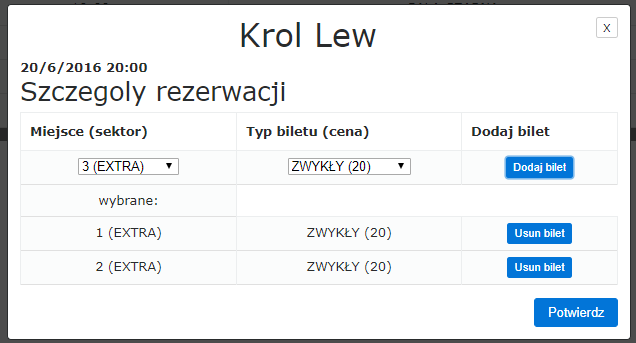 Krol Lew
X
20/6/2016 20:00
Szczegoly rezerwacji
Miejsce (sektor) Typ biletu (cena) Dodaj bilet
3 (EXTRA) ZWYKŁY (20) Dodaj bilet
wybrane:
1 (EXTRA) ZWYKŁY (20) Usun bilet
2 (EXTRA) ZWYKŁY (20) Usun bilet
Potwierdz